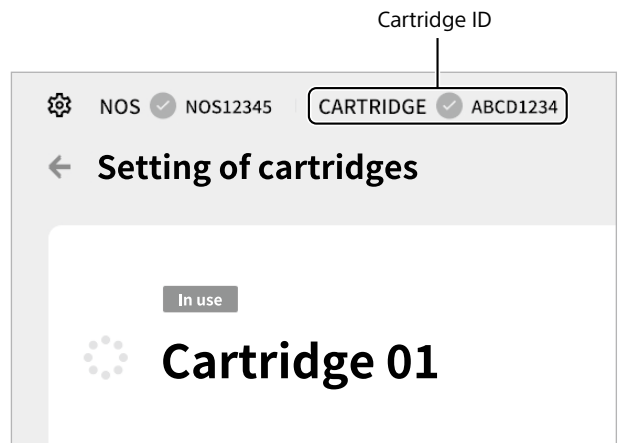 Cartridge ID
NOS NOS12345 CARTRIDGE ABCD1234
Setting of cartridges
In use
Cartridge 01